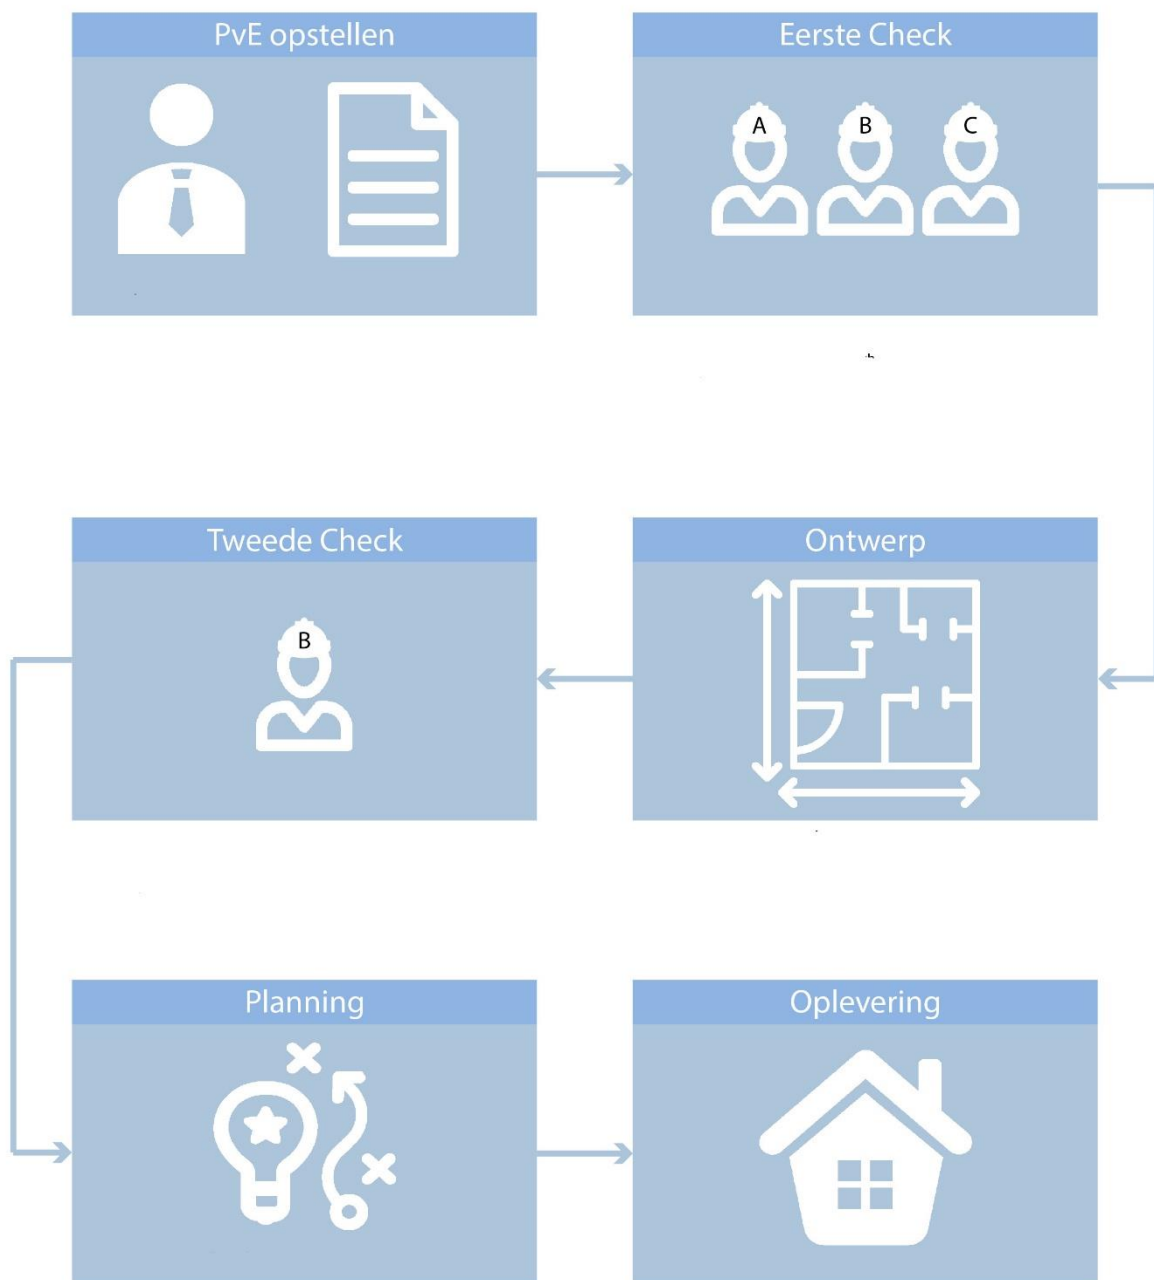 PvE opstellen
Eerste Check
A B C
Ontwerp
Tweede Check
B
Planning
Oplevering